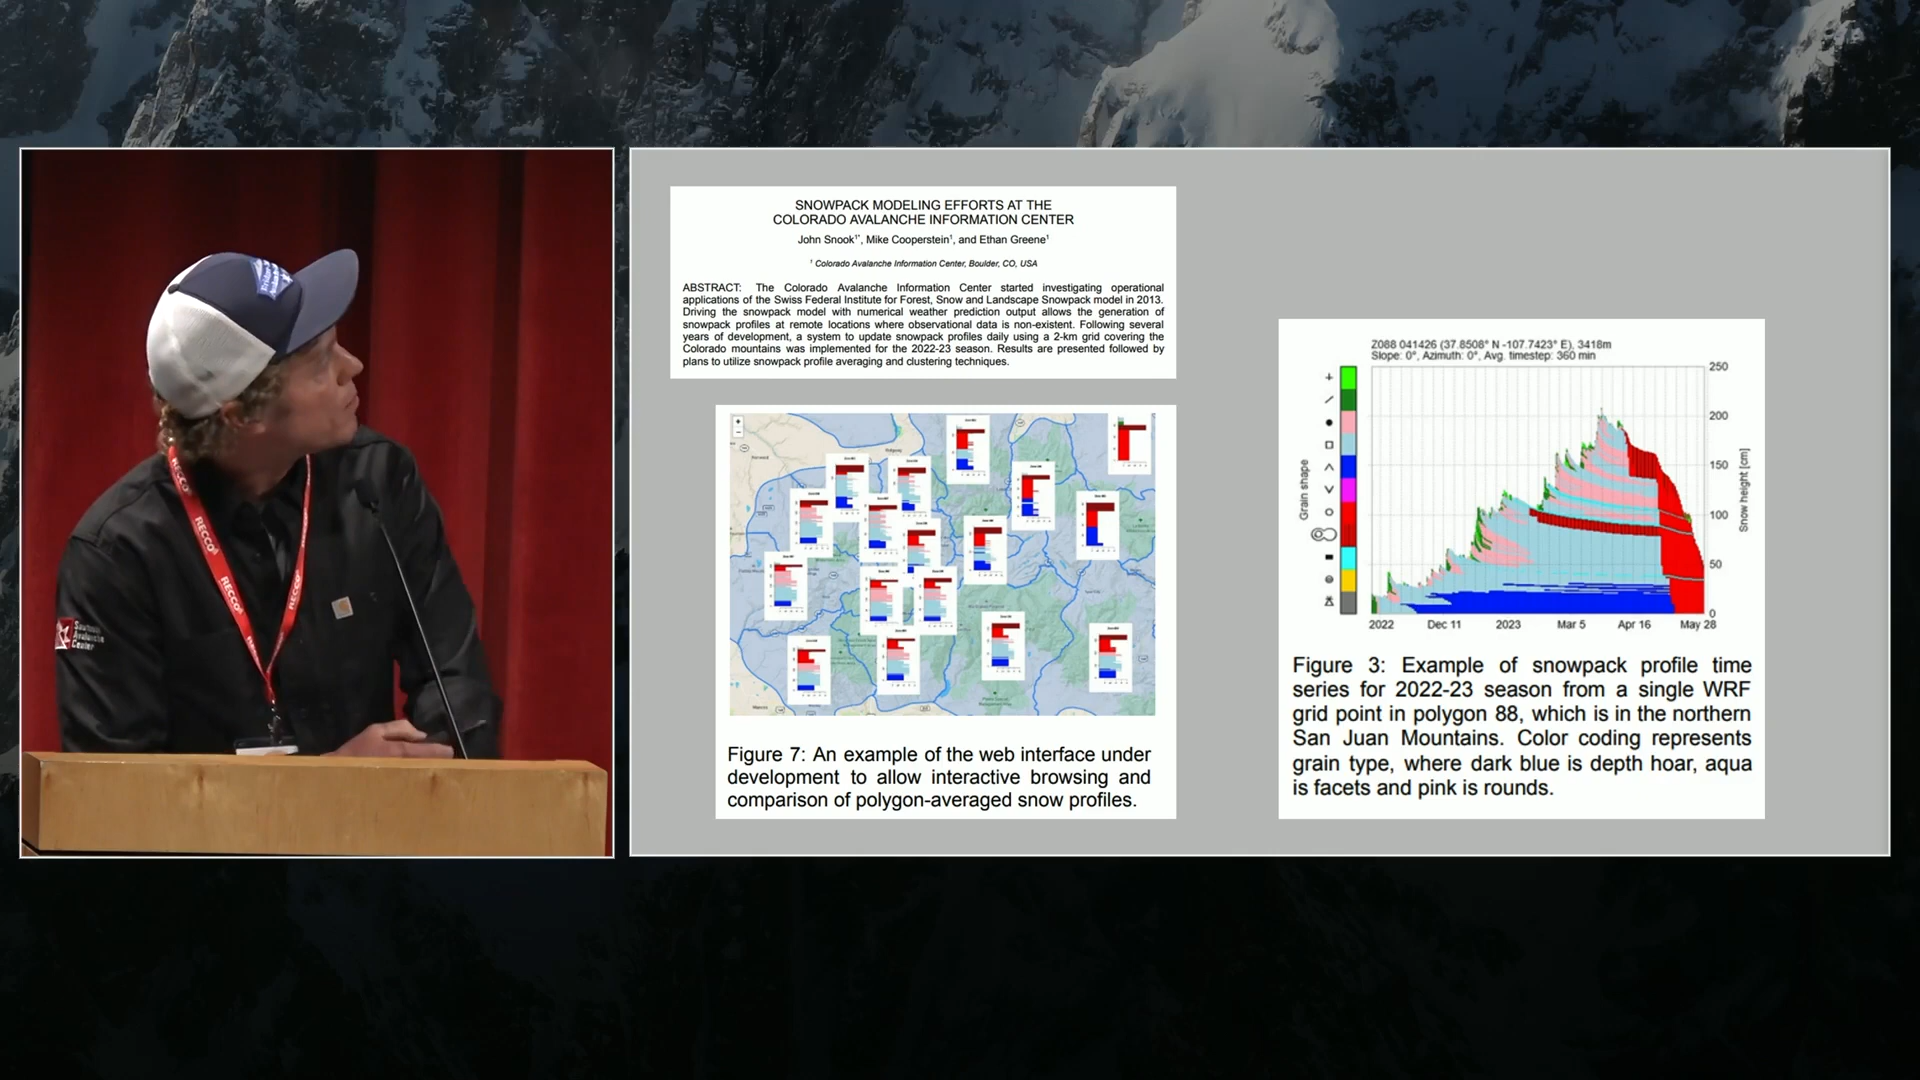 SNOWPACK MODELING EFFORTS AT THE
COLORADO AVALANCHE INFORMATION CENTER
John Snook1*, Mike Cooperstein1, and Ethan Greene1
1 Colorado Avalanche Information Center, Boulder, CO, USA
ABSTRACT: The Colorado Avalanche Information Center started investigating operational
applications of the Swiss Federal Institute for Forest, Snow and Landscape Snowpack model in 2013.
Driving the snowpack model with numerical weather prediction output allows the generation of
snowpack profiles at remote locations where observational data is non-existent. Following several
years of development, a system to update snowpack profiles daily using a 2-km grid covering the
Colorado mountains was implemented for the 2022-23 season. Results are presented followed by
plans to utilize snowpack profile averaging and clustering techniques.
Figure 7: An example of the web interface under
development to allow interactive browsing and
comparison of polygon-averaged snow profiles.
Z088 041426 (37.8508° N -107.7423° E), 3418m
Slope: 0°, Azimuth: 0°, Avg. timestep: 360 min
Grain shape
250
200
150
100
50
0
Snow height [cm]
2022 Dec 11 2023 Mar 5 Apr 16 May 28
Figure 3: Example of snowpack profile time
series for 2022-23 season from a single WRF
grid point in polygon 88, which is in the northern
San Juan Mountains. Color coding represents
grain type, where dark blue is depth hoar, aqua
is facets and pink is rounds.
RECCO
RECCO
RECCO
Sawtooth
Avalanche
Center